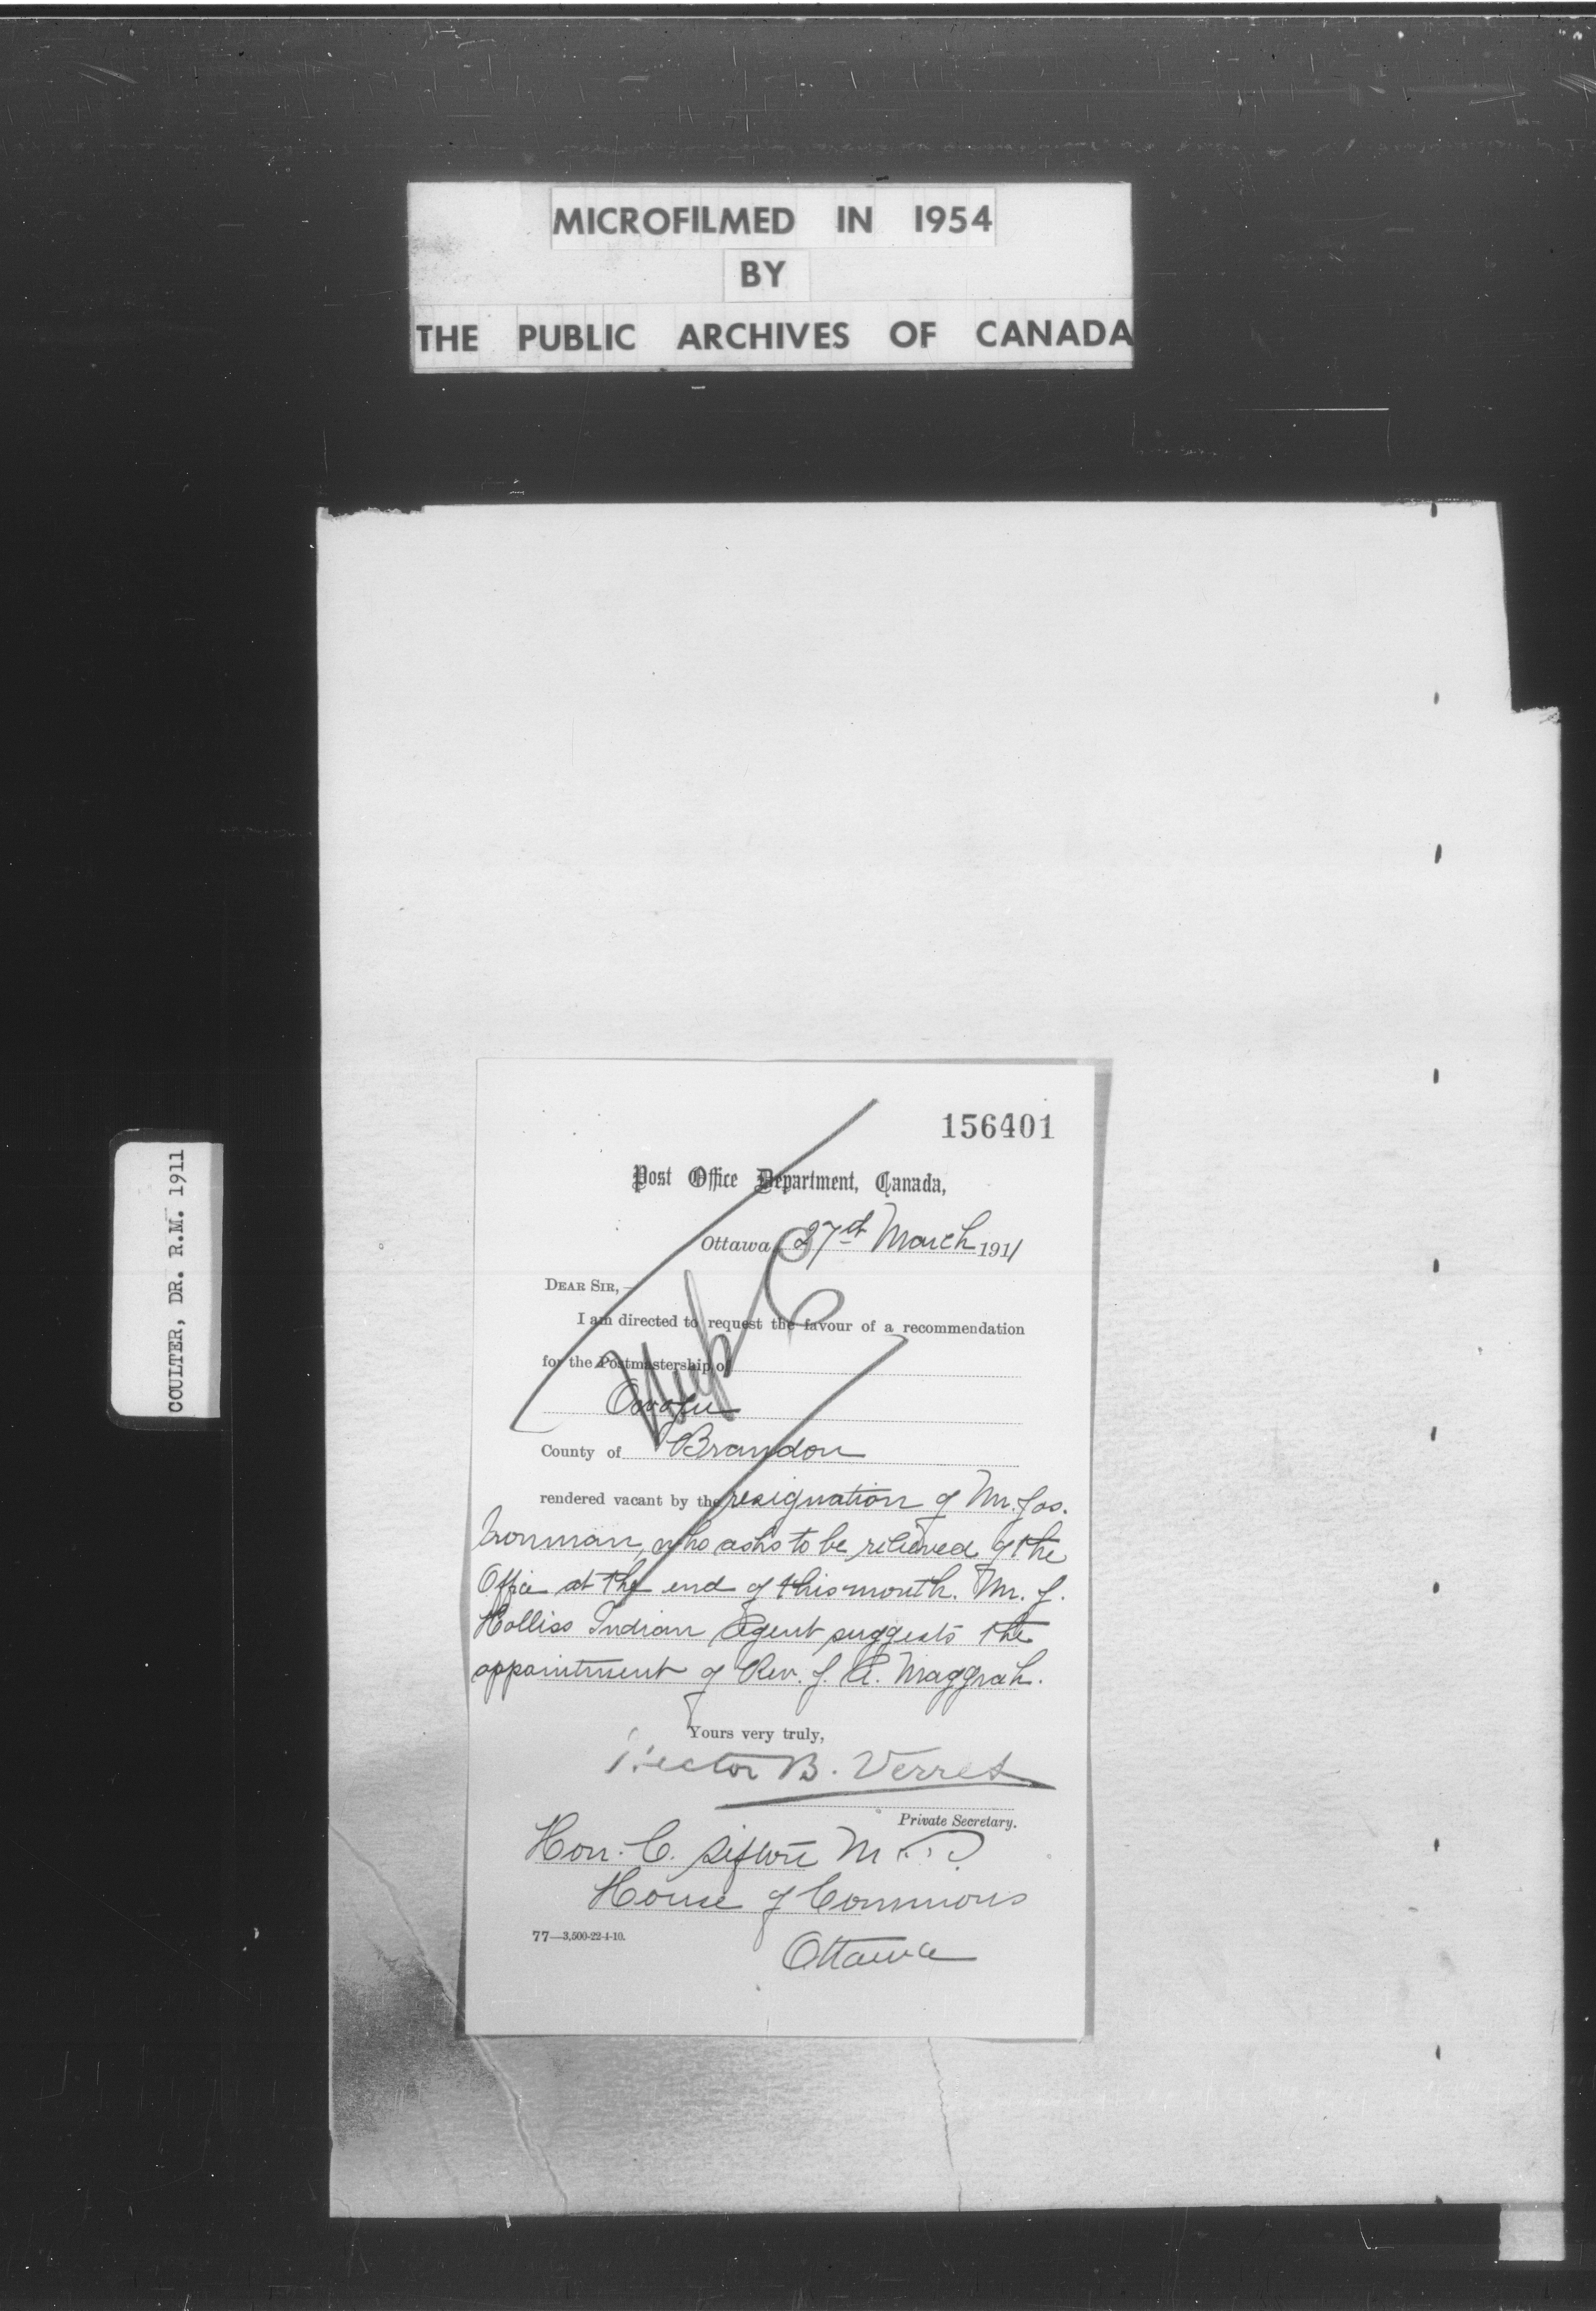 MICROFILMED IN 1954
BY
THE PUBLIC ARCHIVES OF CANADA
COULTER, DR. R.M. 1911
156401
Post Office Department, Canada,
Ottawa 27th March 1911
DEAR SIR,—
I am directed to request the favour of a recommendation
for the Postmastership of
County of Brandon
rendered vacant by the resignation of Mr. Jas.
who asks to be relieved of the
Office at the end of this month. Mr. J.
Holliss Indian Agent suggests the
appointment of Rev. J. A. Maggrah.
Yours very truly,
Hector B. Verret
Private Secretary.
Hon. C. Sifton M.P.
House of Commons
77—3,500-22-4-10.
Ottawa